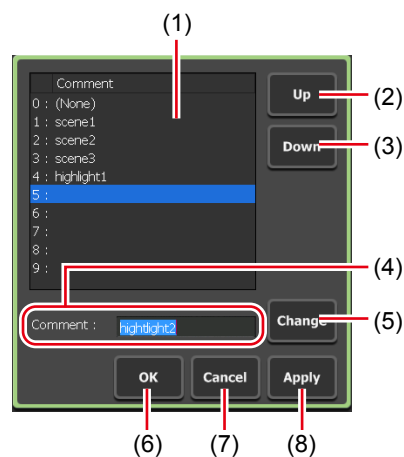 (1)
Comment
Up
(2)
0 : (None)
1 : scene1
2 : scene2
Down
(3)
3 : scene3
4 : highlight1
5 :
6 :
7 :
8 :
9 :
(4)
Comment :
hightlight2
Change
(5)
OK
Cancel
Apply
(6)
(7)
(8)